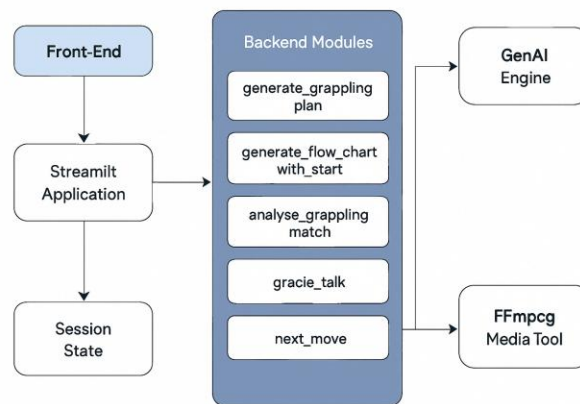 Front-End
Streamilt
Application
Session
State
Backend Modules
generate_grappling
plan
generate_flow_chart
with_start
analyse_grappling
match
gracie_talk
next_move
GenAI
Engine
FFmpcg
Media Tool